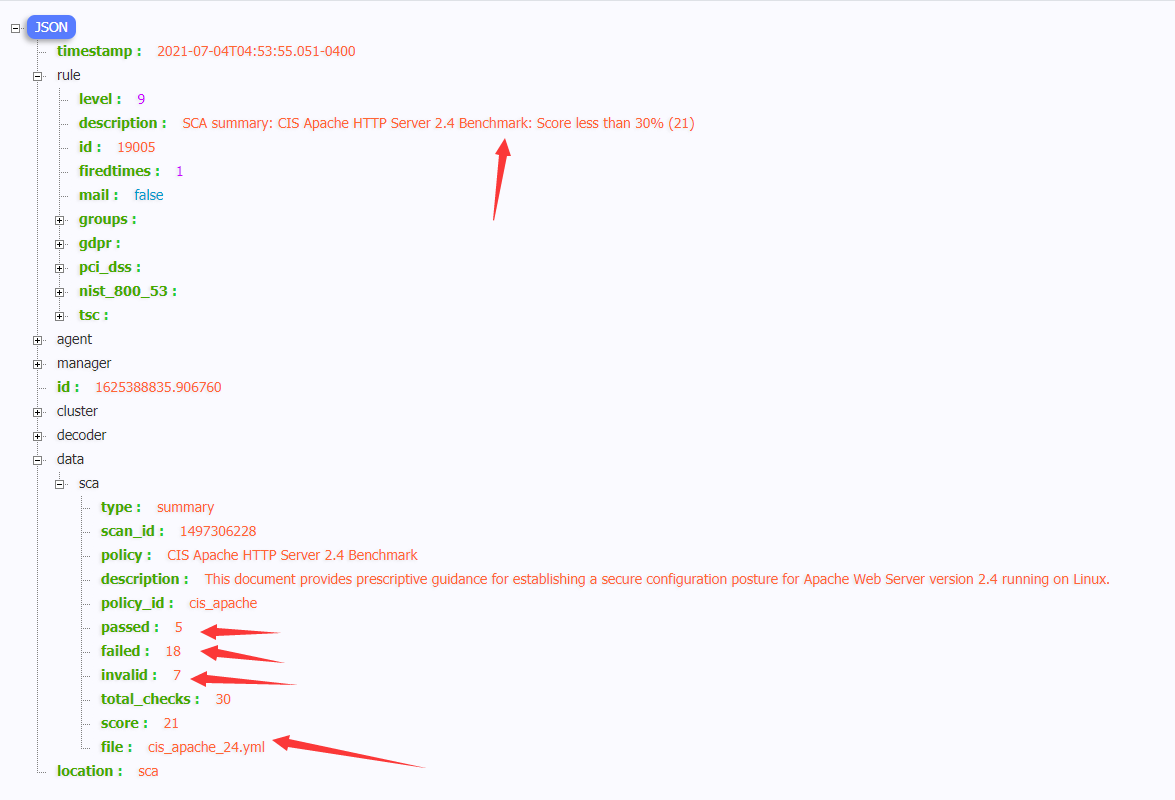 JSON
timestamp : 2021-07-04T04:53:55.051-0400
rule
level : 9
description : SCA summary: CIS Apache HTTP Server 2.4 Benchmark: Score less than 30% (21)
id : 19005
firedtimes : 1
mail : false
groups :
gdpr :
pci_dss :
nist_800_53 :
tsc :
agent
manager
id : 1625388835.906760
cluster
decoder
data
sca
type : summary
scan_id : 1497306228
policy : CIS Apache HTTP Server 2.4 Benchmark
description : This document provides prescriptive guidance for establishing a secure configuration posture for Apache Web Server version 2.4 running on Linux.
policy_id : cis_apache
passed : 5
failed : 18
invalid : 7
total_checks : 30
score : 21
file : cis_apache_24.yml
location : sca